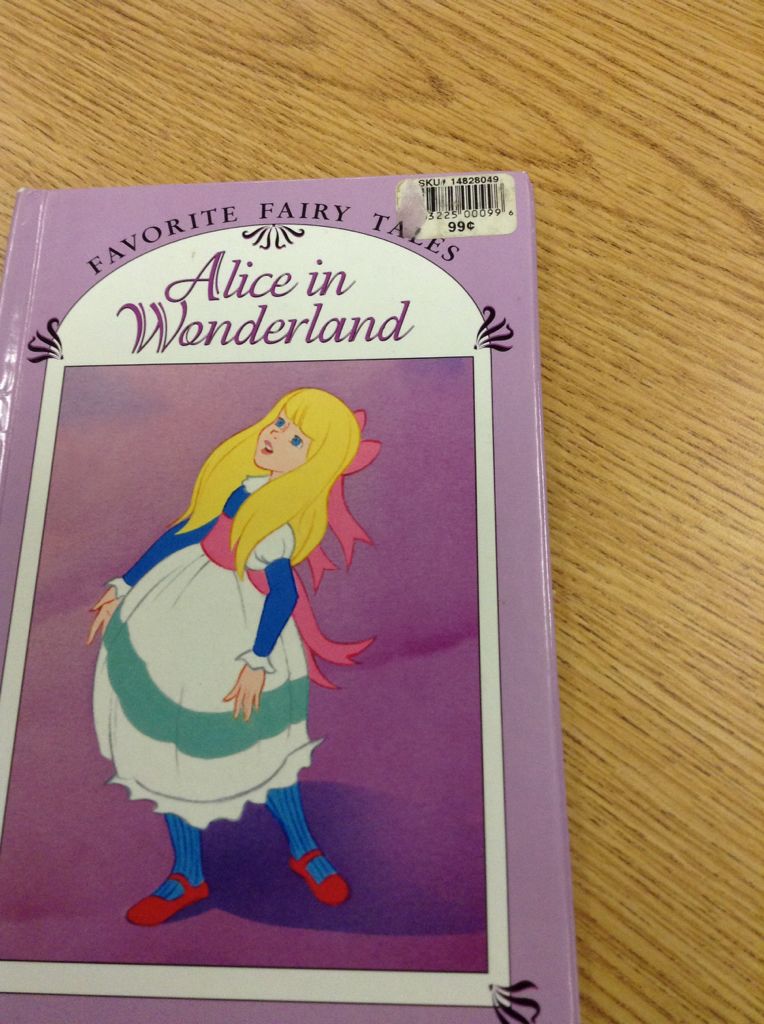 SKU# 14828049
3225 00099 6
99¢
FAVORITE FAIRY TALES
Alice in
Wonderland